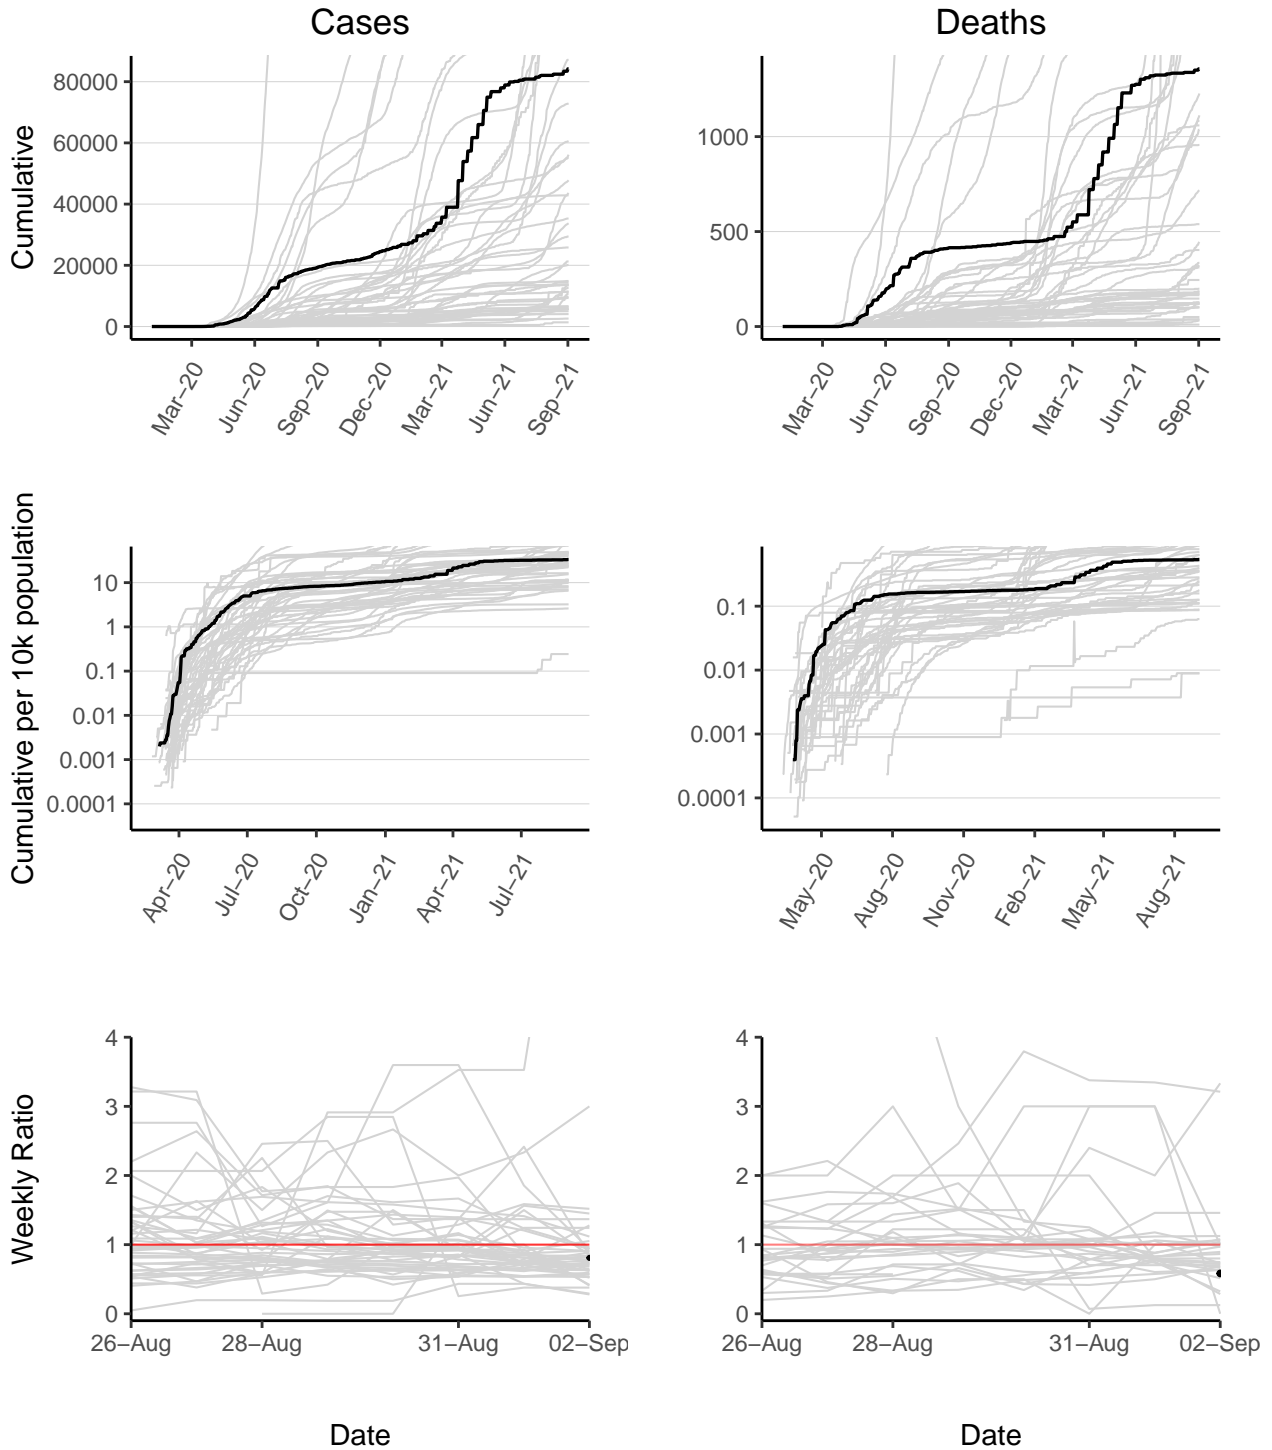 Cases
Deaths
Cumulative
80000
60000
40000
20000
0
Mar−20
Jun−20
Sep−20
Dec−20
Mar−21
Jun−21
Sep−21
1000
500
0
Mar−20
Jun−20
Sep−20
Dec−20
Mar−21
Jun−21
Sep−21
Cumulative per 10k population
10
1
0.1
0.01
0.001
0.0001
Apr−20
Jul−20
Oct−20
Jan−21
Apr−21
Jul−21
0.1
0.01
0.001
0.0001
May−20
Aug−20
Nov−20
Feb−21
May−21
Aug−21
Weekly Ratio
4
3
2
1
0
26−Aug
28−Aug
31−Aug
02−Sep
4
3
2
1
0
26−Aug
28−Aug
31−Aug
02−Sep
Date
Date